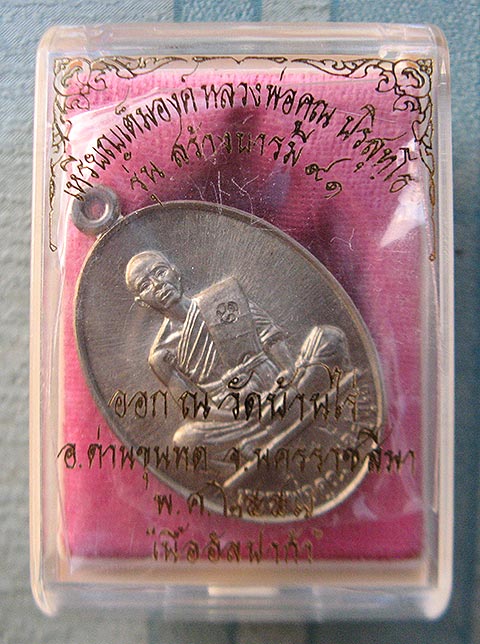 เหรียญเต็มองค์ หลวงพ่อคูณ ปริสุทฺโธ
รุ่น สร้างบารมี ๙๑
ออก ณ วัดบ้านไร่
อ.ด่านขุนทด จ.นครราชสีมา
พ.ศ.๒๕๕๗
"เนื้ออัลปาก้า"